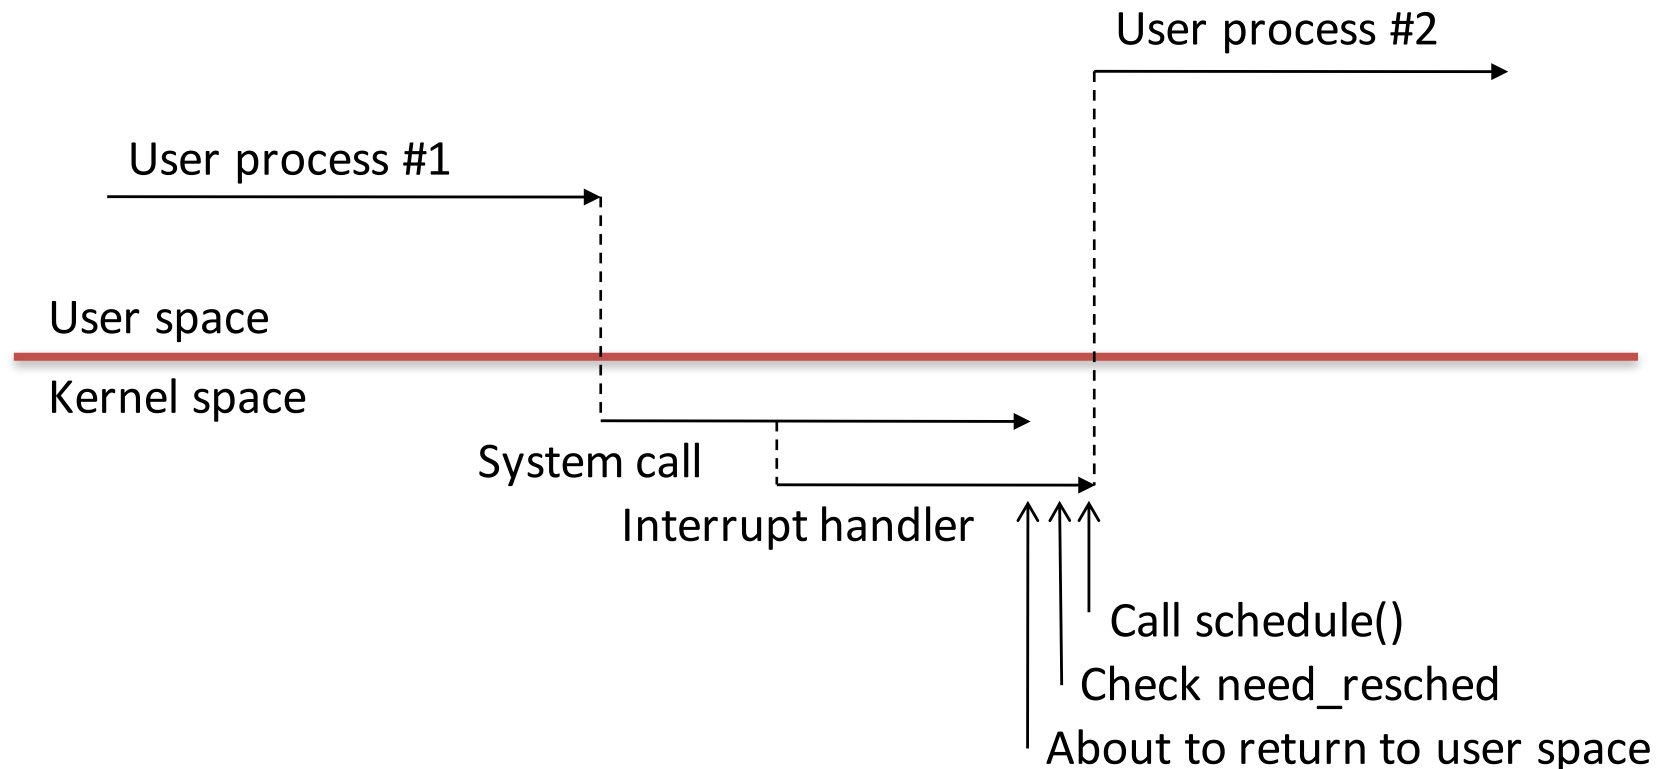 User process #2
User process #1
User space
Kernel space
System call
Interrupt handler
Call schedule()
Check need_resched
About to return to user space